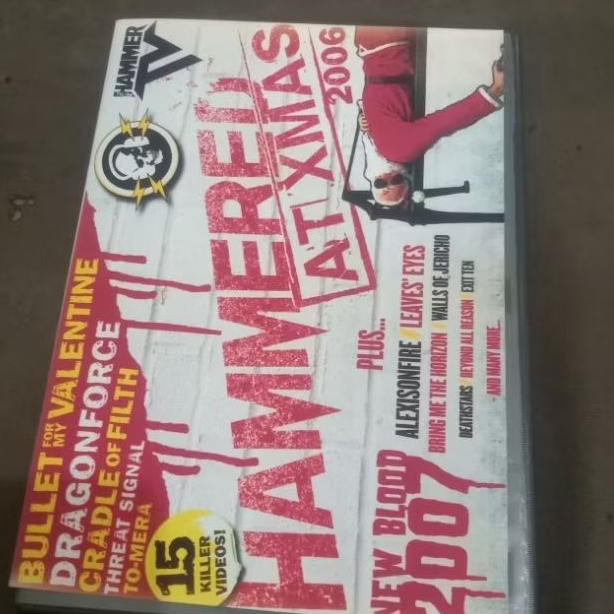 HAMMER
TV
BULLET FOR MY VALENTINE
DRAGONFORCE
CRADLE OF FILTH
THREAT SIGNAL
TO-MERA
15
KILLER
VIDEOS!
HAMMERED
AT XMAS
2006
PLUS...
ALEXISONFIRE / LEAVES' EYES
BRING ME THE HORIZON / WALLS OF JERICHO
DEATHSTARS / BEYOND ALL REASON / EXIT TEN
- AND MANY MORE...
NEW BLOOD
2007